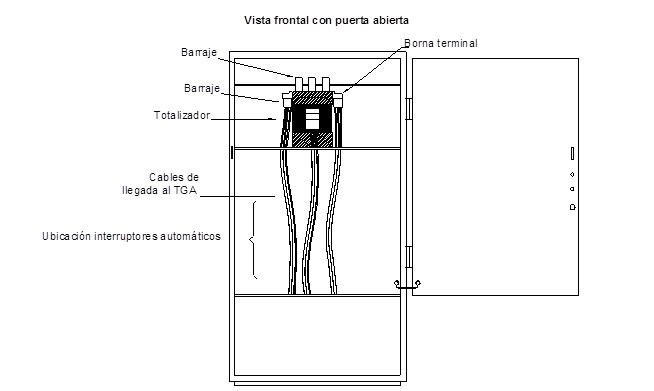 Vista frontal con puerta abierta
Borna terminal
Barraje
Barraje
Totalizador
Cables de
llegada al TGA
Ubicación interruptores automáticos